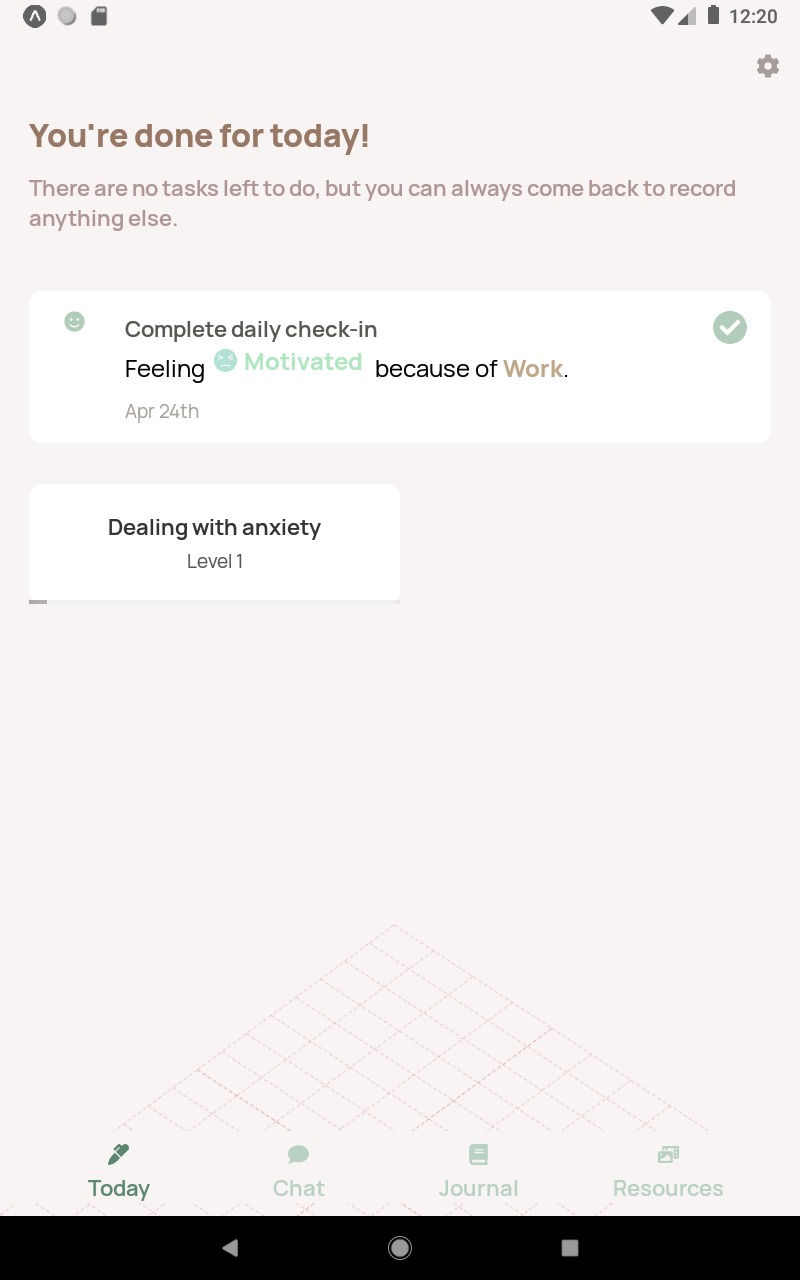 12:20
You're done for today!
There are no tasks left to do, but you can always come back to record
anything else.
Complete daily check-in
Feeling Motivated because of Work.
Apr 24th
Dealing with anxiety
Level 1
Today Chat Journal Resources